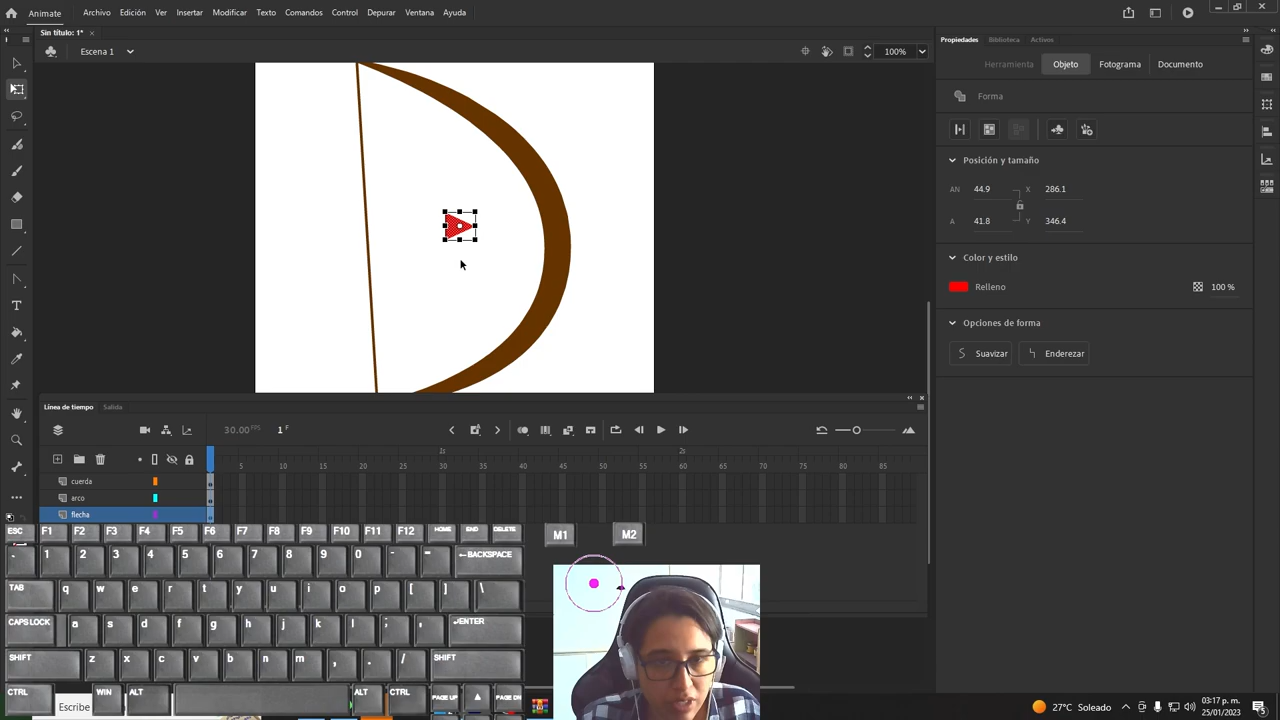 Animate Archivo Edición Ver Insertar Modificar Texto Comandos Control Depurar Ventana Ayuda
Sin título: 1*
Escena 1
100%
Propiedades Biblioteca Activos
Herramienta Objeto Fotograma Documento
Forma
Posición y tamaño
AN 44.9 X 286.1
A 41.8 Y 346.4
Color y estilo
Relleno 100 %
Opciones de forma
Suavizar Enderezar
Línea de tiempo Salida
30.00 FPS 1 F
1s 2s
5 10 15 20 25 30 35 40 45 50 55 60 65 70 75 80 85
cuerda
arco
flecha
ESC F1 F2 F3 F4 F5 F6 F7 F8 F9 F10 F11 F12 HOME END DELETE M1 M2
1 2 3 4 5 6 7 8 9 0 - = ←BACKSPACE
TAB q w e r t y u i o p [ ] \
CAPS LOCK a s d f g h j k l ; ENTER
SHIFT z x c v b n m , . / SHIFT
CTRL WIN ALT ALT CTRL PAGE UP PAGE DN
Escribe
27°C Soleado 03:17 p. m.
25/01/2023